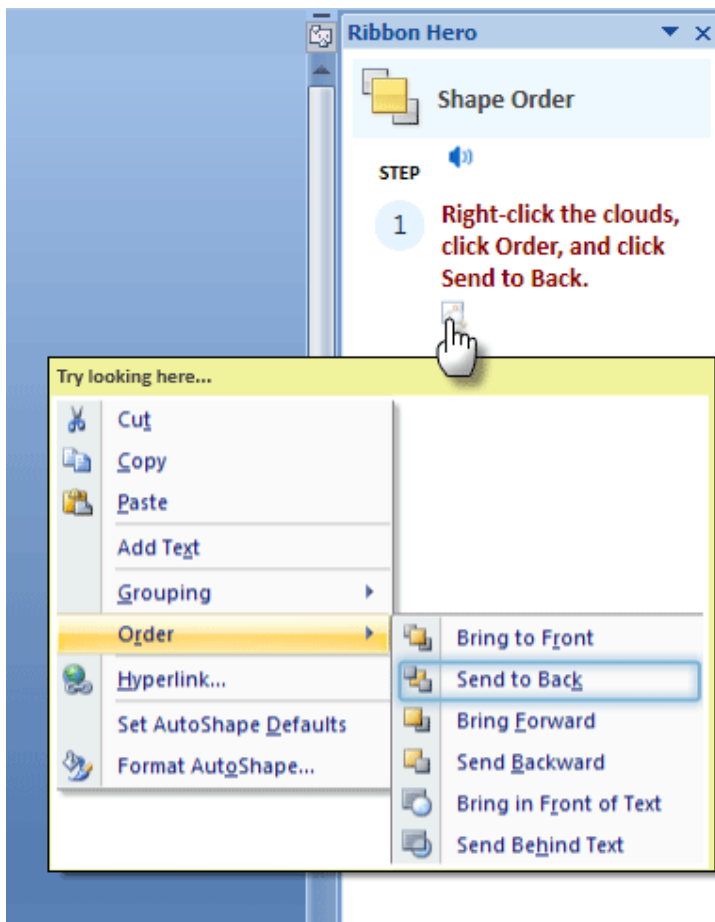 Ribbon Hero
Shape Order
STEP
1
Right-click the clouds,
click Order, and click
Send to Back.
Try looking here...
Cut
Copy
Paste
Add Text
Grouping
Order
Hyperlink...
Set AutoShape Defaults
Format AutoShape...
Bring to Front
Send to Back
Bring Forward
Send Backward
Bring in Front of Text
Send Behind Text